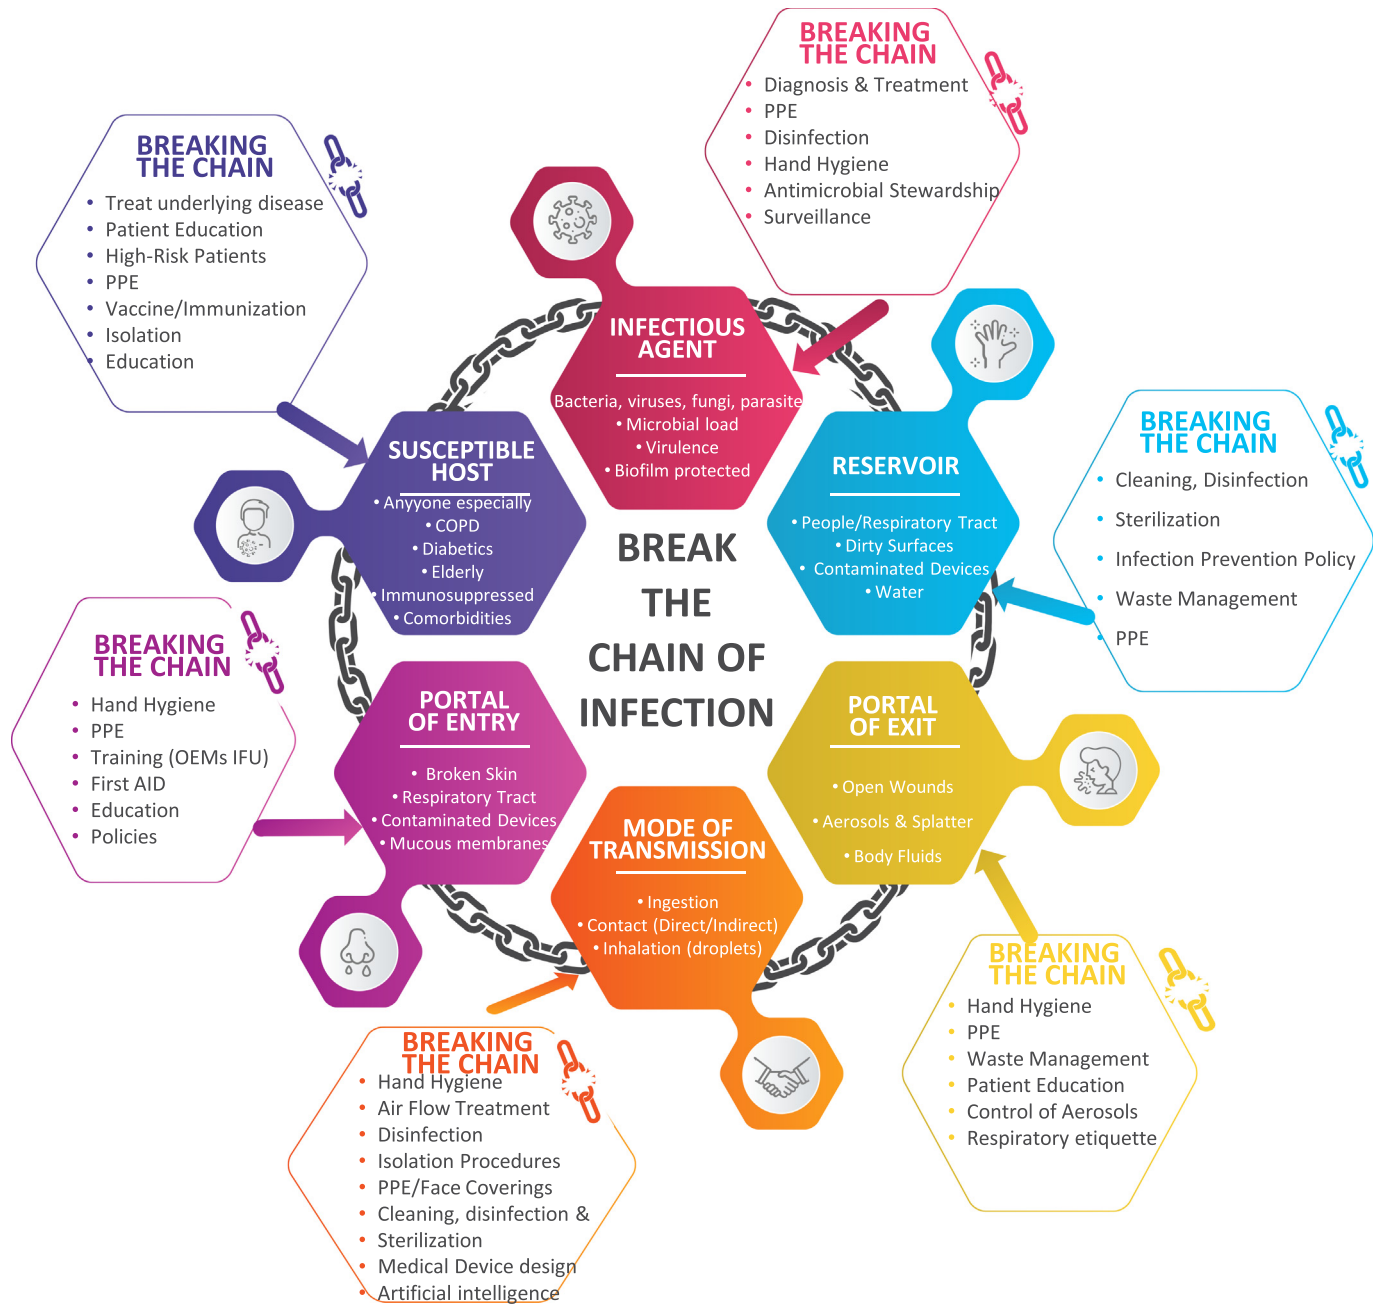 BREAKING
THE CHAIN
• Diagnosis & Treatment
• PPE
• Disinfection
• Hand Hygiene
• Antimicrobial Stewardship
• Surveillance
BREAKING
THE CHAIN
• Treat underlying disease
• Patient Education
• High-Risk Patients
• PPE
• Vaccine/Immunization
• Isolation
• Education
INFECTIOUS
AGENT
Bacteria, viruses, fungi, parasite
• Microbial load
• Virulence
• Biofilm protected
SUSCEPTIBLE
HOST
• Anyyone especially
• COPD
• Diabetics
• Elderly
• Immunosuppressed
• Comorbidities
RESERVOIR
• People/Respiratory Tract
• Dirty Surfaces
• Contaminated Devices
• Water
BREAKING
THE CHAIN
• Cleaning, Disinfection
• Sterilization
• Infection Prevention Policy
• Waste Management
• PPE
BREAK
THE
CHAIN OF
INFECTION
BREAKING
THE CHAIN
• Hand Hygiene
• PPE
• Training (OEMs IFU)
• First AID
• Education
• Policies
PORTAL
OF ENTRY
• Broken Skin
• Respiratory Tract
• Contaminated Devices
• Mucous membranes
PORTAL
OF EXIT
• Open Wounds
• Aerosols & Splatter
• Body Fluids
MODE OF
TRANSMISSION
• Ingestion
• Contact (Direct/Indirect)
• Inhalation (droplets)
BREAKING
THE CHAIN
• Hand Hygiene
• PPE
• Waste Management
• Patient Education
• Control of Aerosols
• Respiratory etiquette
BREAKING
THE CHAIN
• Hand Hygiene
• Air Flow Treatment
• Disinfection
• Isolation Procedures
• PPE/Face Coverings
• Cleaning, disinfection &
• Sterilization
• Medical Device design
• Artificial intelligence